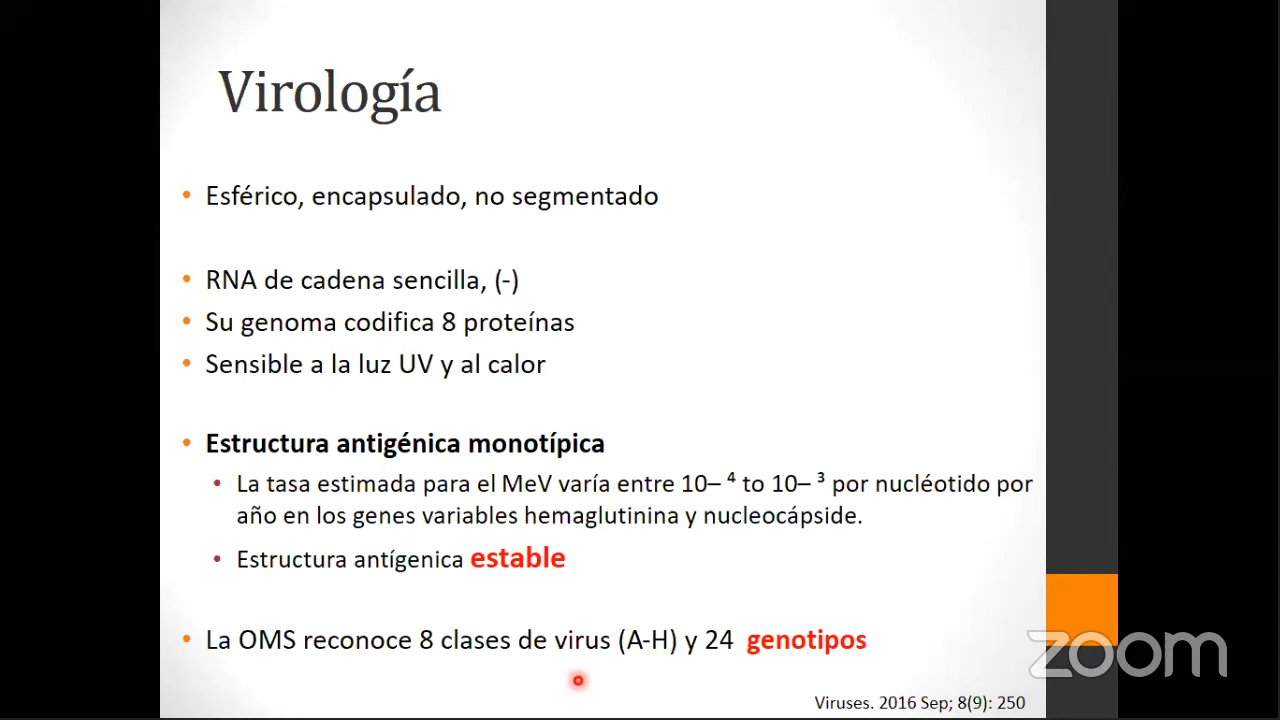 Virología
• Esférico, encapsulado, no segmentado
• RNA de cadena sencilla, (-)
• Su genoma codifica 8 proteínas
• Sensible a la luz UV y al calor
• Estructura antigénica monotípica
• La tasa estimada para el MeV varía entre 10– ⁴ to 10– ³ por nucléotido por
año en los genes variables hemaglutinina y nucleocápside.
• Estructura antígenica estable
• La OMS reconoce 8 clases de virus (A-H) y 24 genotipos
zoom
Viruses. 2016 Sep; 8(9): 250